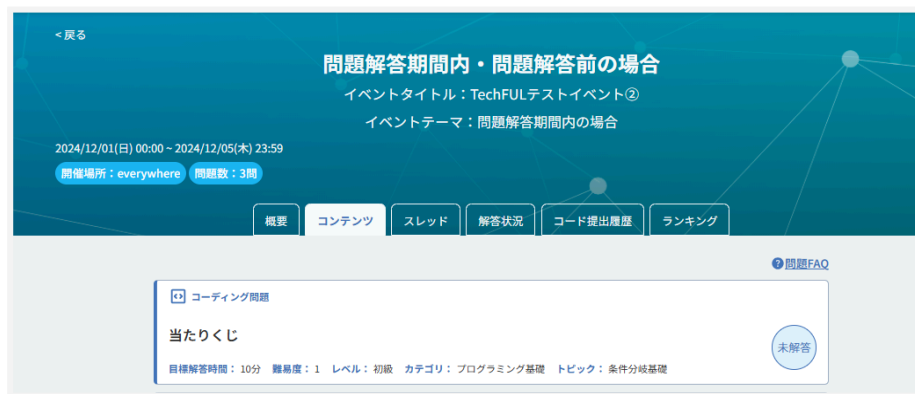 <戻る
問題解答期間内・問題解答前の場合
イベントタイトル：TechFULテストイベント②
イベントテーマ：問題解答期間内の場合
2024/12/01(日) 00:00 ~ 2024/12/05(木) 23:59
開催場所：everywhere 問題数：3問
概要 コンテンツ スレッド 解答状況 コード提出履歴 ランキング
?問題FAQ
コーディング問題
当たりくじ
未解答
目標解答時間： 10分 難易度： 1 レベル： 初級 カテゴリ： プログラミング基礎 トピック： 条件分岐基礎